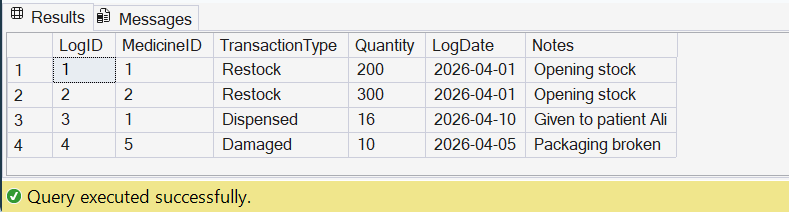 Results Messages
LogID MedicineID TransactionType Quantity LogDate Notes
1 1 1 Restock 200 2026-04-01 Opening stock
2 2 2 Restock 300 2026-04-01 Opening stock
3 3 1 Dispensed 16 2026-04-10 Given to patient Ali
4 4 5 Damaged 10 2026-04-05 Packaging broken
Query executed successfully.